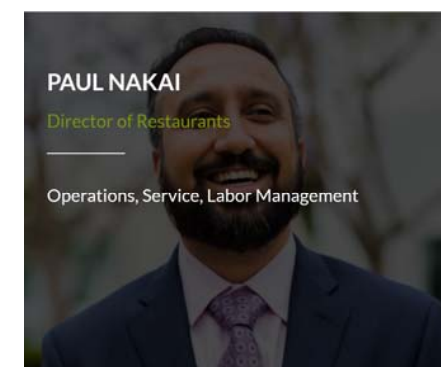 PAUL NAKAI
Director of Restaurants
Operations, Service, Labor Management